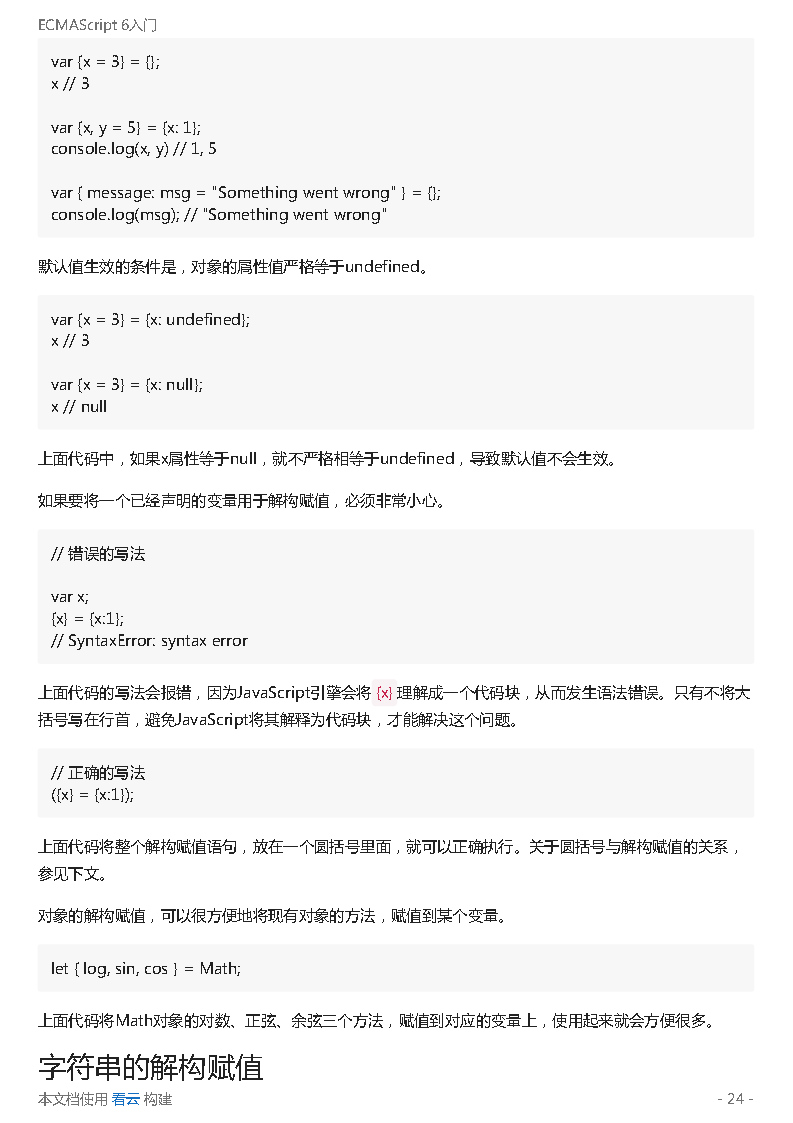 ECMAScript 6入门
var {x = 3} = {};
x // 3
var {x, y = 5} = {x: 1};
console.log(x, y) // 1, 5
var { message: msg = "Something went wrong" } = {};
console.log(msg); // "Something went wrong"
默认值生效的条件是，对象的属性值严格等于undefined。
var {x = 3} = {x: undefined};
x // 3
var {x = 3} = {x: null};
x // null
上面代码中，如果x属性等于null，就不严格相等于undefined，导致默认值不会生效。
如果要将一个已经声明的变量用于解构赋值，必须非常小心。
// 错误的写法
var x;
{x} = {x:1};
// SyntaxError: syntax error
上面代码的写法会报错，因为JavaScript引擎会将 {x} 理解成一个代码块，从而发生语法错误。只有不将大
括号写在行首，避免JavaScript将其解释为代码块，才能解决这个问题。
// 正确的写法
({x} = {x:1});
上面代码将整个解构赋值语句，放在一个圆括号里面，就可以正确执行。关于圆括号与解构赋值的关系，
参见下文。
对象的解构赋值，可以很方便地将现有对象的方法，赋值到某个变量。
let { log, sin, cos } = Math;
上面代码将Math对象的对数、正弦、余弦三个方法，赋值到对应的变量上，使用起来就会方便很多。
字符串的解构赋值
本文档使用 看云 构建 - 24 -